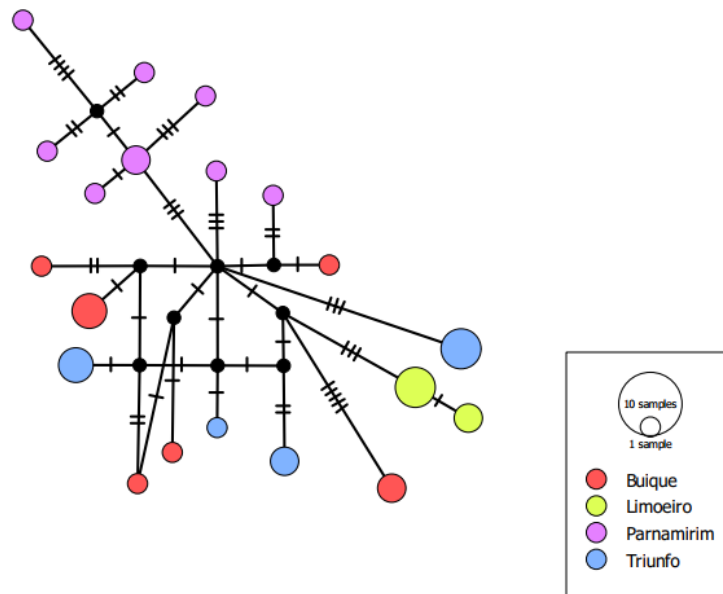 10 samples
1 sample
Buique
Limoeiro
Parnamirim
Triunfo